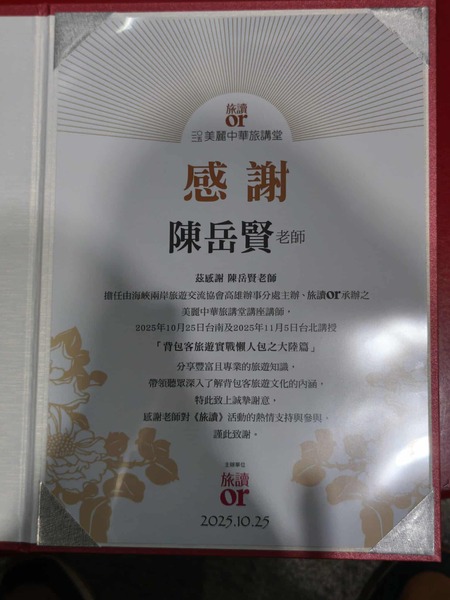 旅讀
or
美麗中華旅講堂
感謝
陳岳賢老師
茲感謝 陳岳賢老師
擔任由海峽兩岸旅遊交流協會高雄辦事分處主辦、旅讀or承辦之
美麗中華旅講堂講座講師，
2025年10月25日台南及2025年11月5日台北講授
「背包客旅遊實戰懶人包之大陸篇」
分享豐富且專業的旅遊知識，
帶領聽眾深入了解背包客旅遊文化的內涵，
特此致上誠摯謝意，
感謝老師對《旅讀》活動的熱情支持與參與，
謹此致謝。
主辦單位
旅讀
or
2025.10.25